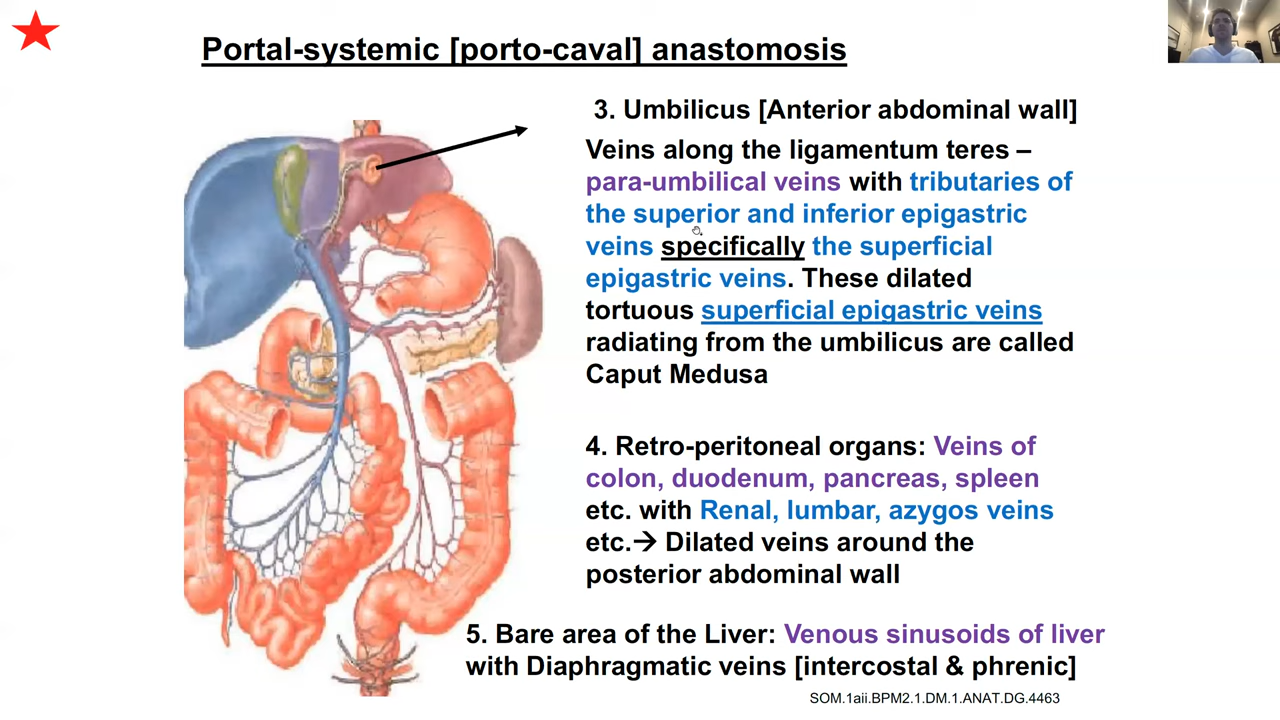 Portal-systemic [porto-caval] anastomosis
3. Umbilicus [Anterior abdominal wall]
Veins along the ligamentum teres –
para-umbilical veins with tributaries of
the superior and inferior epigastric
veins specifically the superficial
epigastric veins. These dilated
tortuous superficial epigastric veins
radiating from the umbilicus are called
Caput Medusa
4. Retro-peritoneal organs: Veins of
colon, duodenum, pancreas, spleen
etc. with Renal, lumbar, azygos veins
etc.→ Dilated veins around the
posterior abdominal wall
5. Bare area of the Liver: Venous sinusoids of liver
with Diaphragmatic veins [intercostal & phrenic]
SOM.1aii.BPM2.1.DM.1.ANAT.DG.4463